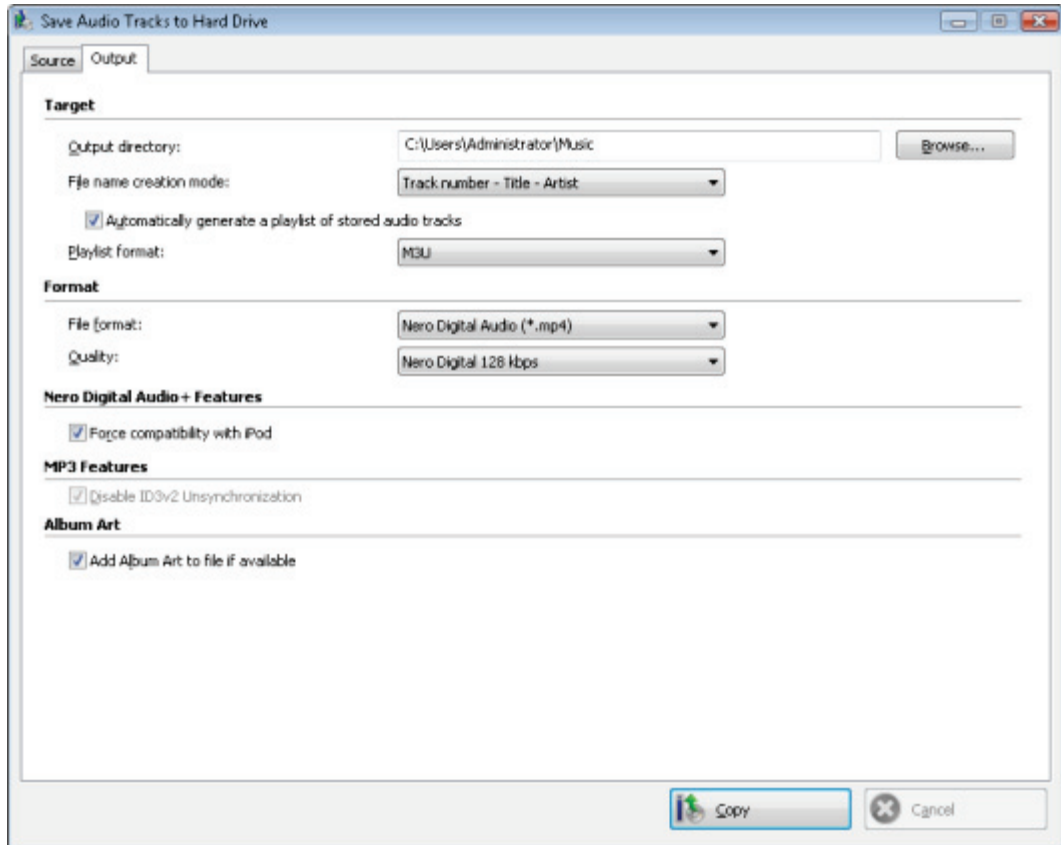 Save Audio Tracks to Hard Drive
Source Output
Target
Output directory: C:\Users\Administrator\Music Browse...
File name creation mode: Track number - Title - Artist
Automatically generate a playlist of stored audio tracks
Playlist format: M3U
Format
File format: Nero Digital Audio (*.mp4)
Quality: Nero Digital 128 kbps
Nero Digital Audio+ Features
Force compatibility with iPod
MP3 Features
Disable ID3v2 Unsynchronization
Album Art
Add Album Art to file if available
Copy Cancel